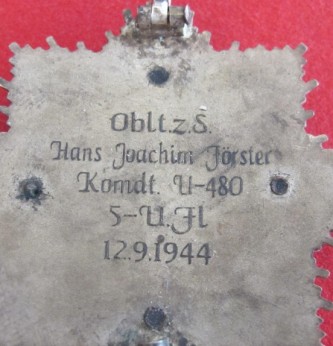 Oblt.z.S.
Hans Joachim Förster
Komdt. U-480
5-U.Fl
12.9.1944